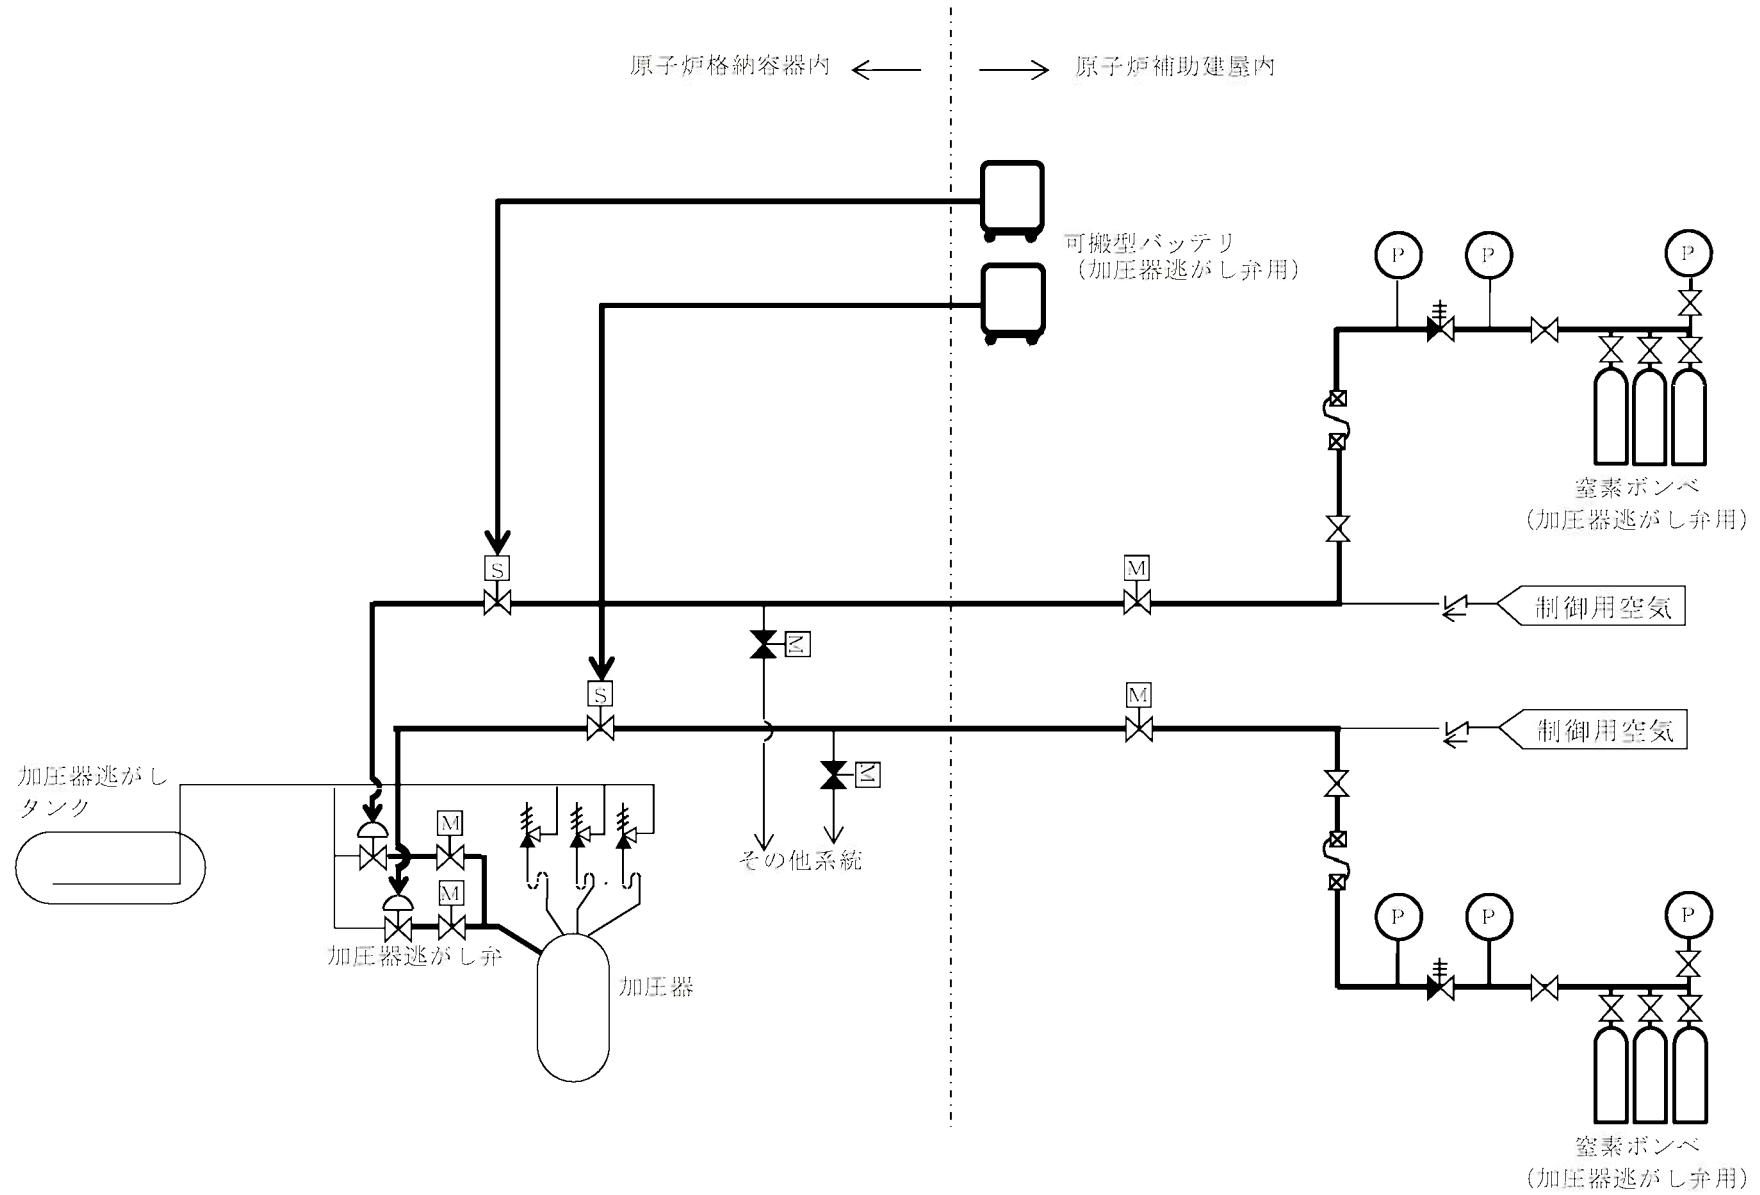 原子炉格納容器内
原子炉補助建屋内
可搬型バッテリ
（加圧器逃がし弁用）
P
P
P
窒素ボンベ
（加圧器逃がし弁用）
S
M
制御用空気
M
S
M
制御用空気
M
加圧器逃がし
タンク
M
その他系統
M
加圧器逃がし弁
加圧器
P
P
P
窒素ボンベ
（加圧器逃がし弁用）